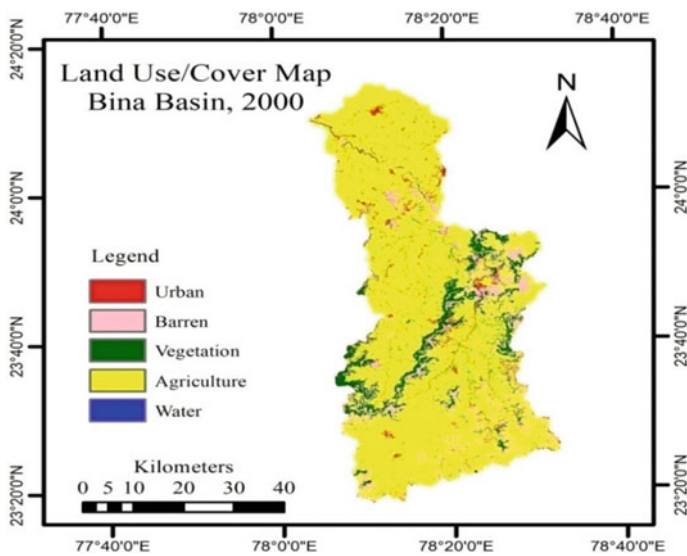 77°40'0"E 78°0'0"E 78°20'0"E 78°40'0"E
24°20'0"N
Land Use/Cover Map
Bina Basin, 2000
N
24°0'0"N
24°0'0"N
Legend
Urban
Barren
Vegetation
Agriculture
Water
23°40'0"N
23°40'0"N
Kilometers
0 5 10 20 30 40
23°20'0"N
23°20'0"N
77°40'0"E 78°0'0"E 78°20'0"E 78°40'0"E